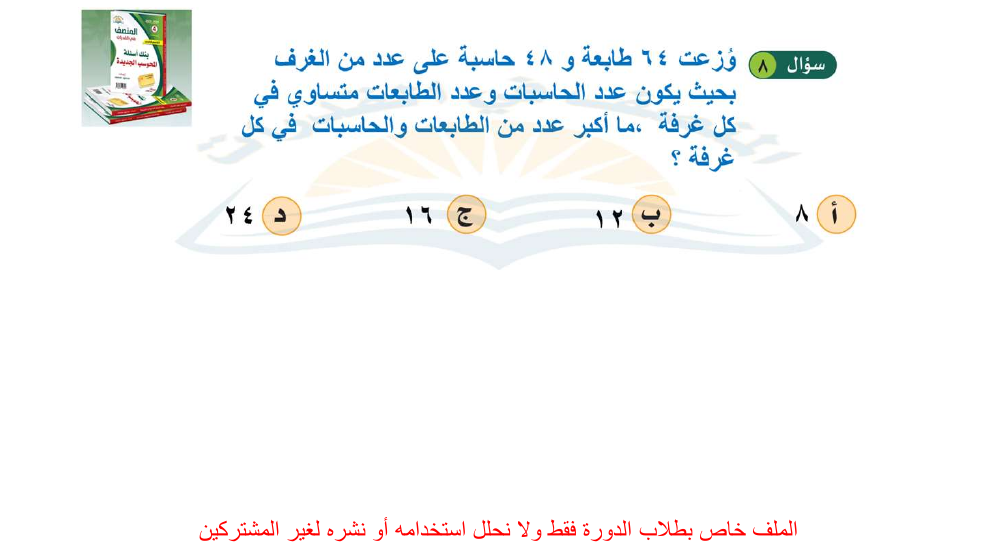 سؤال ٨
وُزعت ٦٤ طابعة و ٤٨ حاسبة على عدد من الغرف
بحيث يكون عدد الحاسبات وعدد الطابعات متساوي في
كل غرفة ،ما أكبر عدد من الطابعات والحاسبات في كل
غرفة ؟
أ ٨
ب ١٢
ج ١٦
د ٢٤
المنصف
بنك أسئلة
المحوسب الجديدة
الملف خاص بطلاب الدورة فقط ولا نحلل استخدامه أو نشره لغير المشتركين